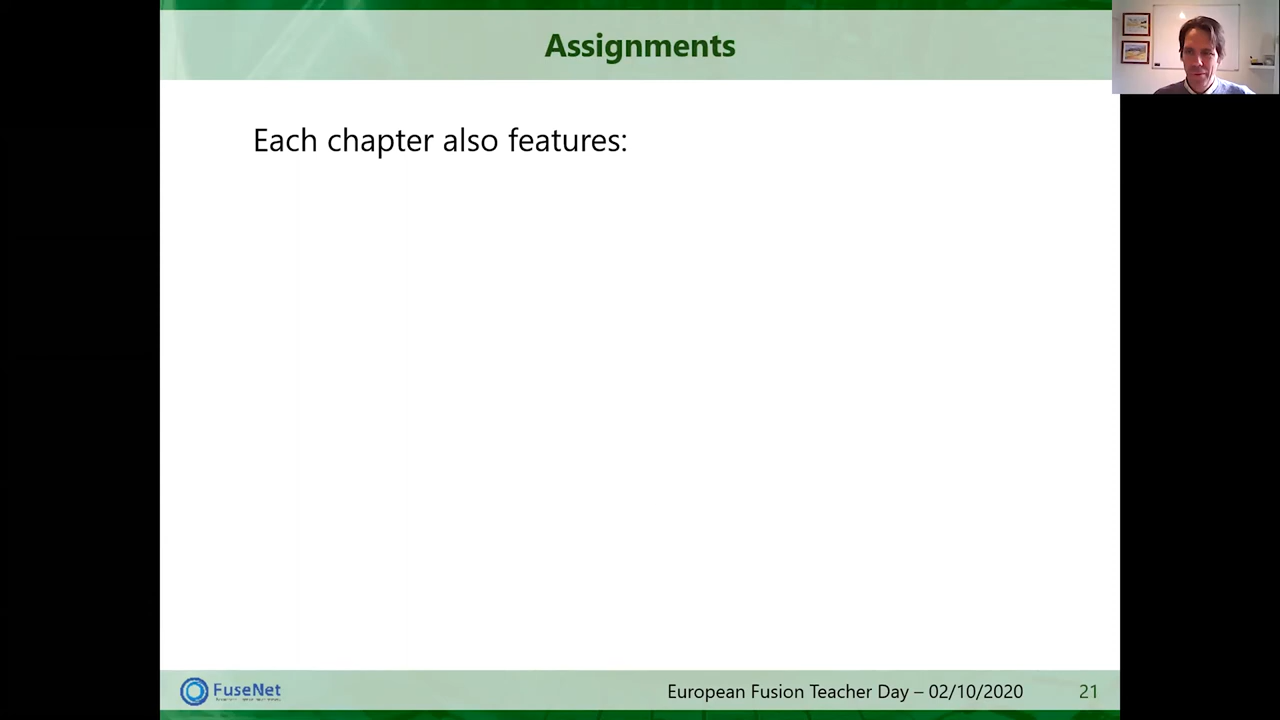 Assignments
Each chapter also features:
FuseNet
European Fusion Teacher Day – 02/10/2020
21